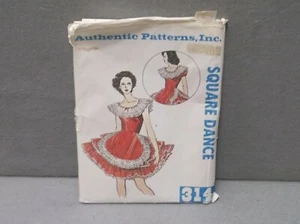 Authentic Patterns, Inc.
SQUARE DANCE
314